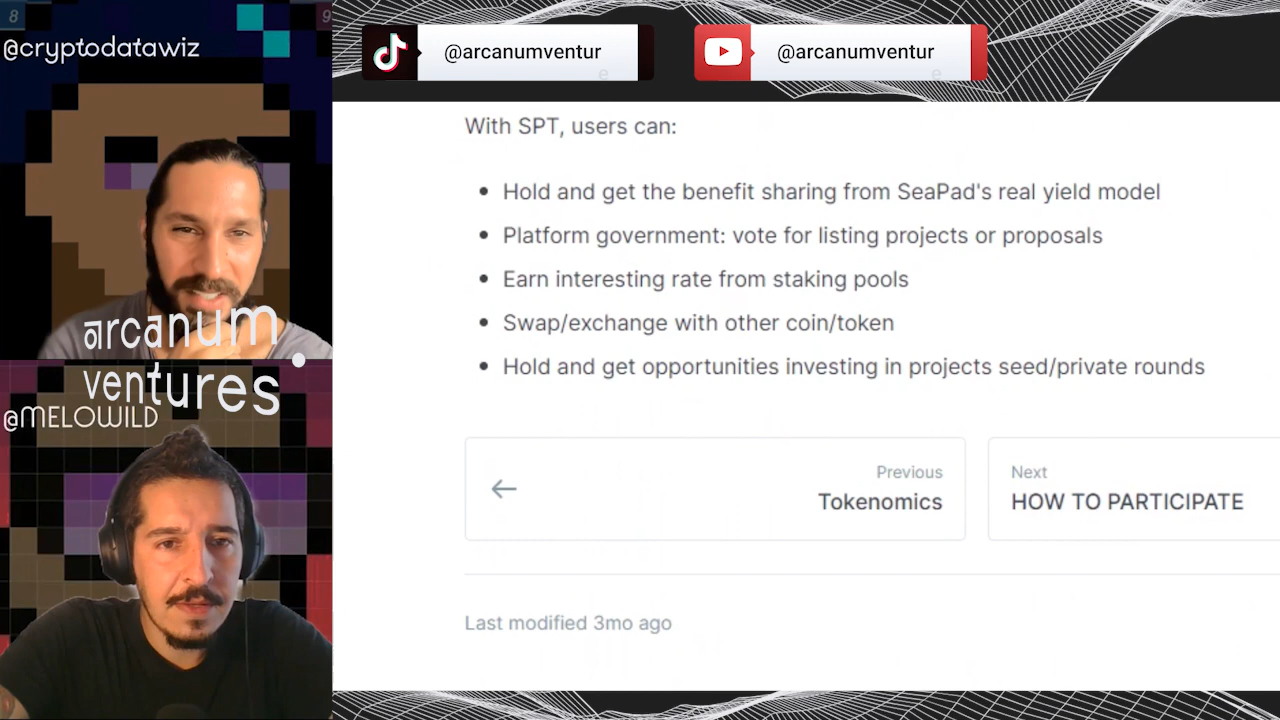 8
9
@cryptodatawiz
@arcanumventur
e
@arcanumventur
e
With SPT, users can:
Hold and get the benefit sharing from SeaPad's real yield model
Platform government: vote for listing projects or proposals
Earn interesting rate from staking pools
Swap/exchange with other coin/token
Hold and get opportunities investing in projects seed/private rounds
arcanum.
ventures
@MELOWILD
Previous
Tokenomics
Next
HOW TO PARTICIPATE
Last modified 3mo ago